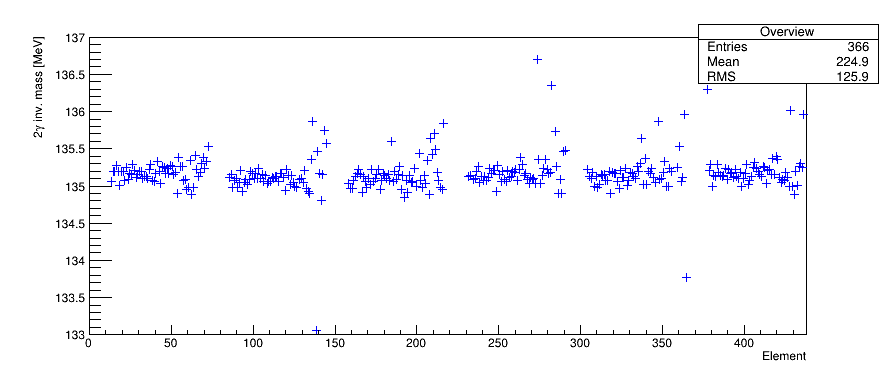 Overview
Entries 366
Mean 224.9
RMS 125.9
2γ inv. mass [MeV]
137
136.5
136
135.5
135
134.5
134
133.5
133
0 50 100 150 200 250 300 350 400
Element